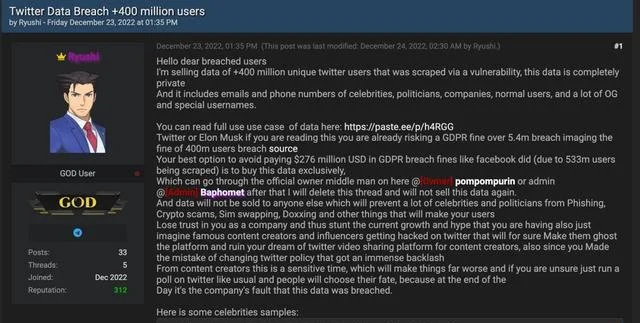 Twitter Data Breach +400 million users
by Ryushi - Friday December 23, 2022 at 01:35 PM
Ryushi
GOD User
GOD
Posts: 33
Threads: 5
Joined: Dec 2022
Reputation: 312
December 23, 2022, 01:35 PM (This post was last modified: December 24, 2022, 02:30 AM by Ryushi.) #1
Hello dear breached users
I'm selling data of +400 million unique twitter users that was scraped via a vulnerability, this data is completely
private
And it includes emails and phone numbers of celebrities, politicians, companies, normal users, and a lot of OG
and special usernames.
You can read full use use case of data here: https://paste.ee/p/h4RGG
Twitter or Elon Musk if you are reading this you are already risking a GDPR fine over 5.4m breach imaging the
fine of 400m users breach source
Your best option to avoid paying $276 million USD in GDPR breach fines like facebook did (due to 533m users
being scraped) is to buy this data exclusively,
Which can go through the official owner middle man on here @[Owner] pompompurin or admin
@[Admin] Baphomet after that I will delete this thread and will not sell this data again.
And data will not be sold to anyone else which will prevent a lot of celebrities and politicians from Phishing,
Crypto scams, Sim swapping, Doxxing and other things that will make your users
Lose trust in you as a company and thus stunt the current growth and hype that you are having also just
imagine famous content creators and influencers getting hacked on twitter that will for sure Make them ghost
the platform and ruin your dream of twitter video sharing platform for content creators, also since you Made
the mistake of changing twitter policy that got an immense backlash
From content creators this is a sensitive time, which will make things far worse and if you are unsure just run a
poll on twitter like usual and people will choose their fate, because at the end of the
Day it's the company's fault that this data was breached.
Here is some celebrities samples: